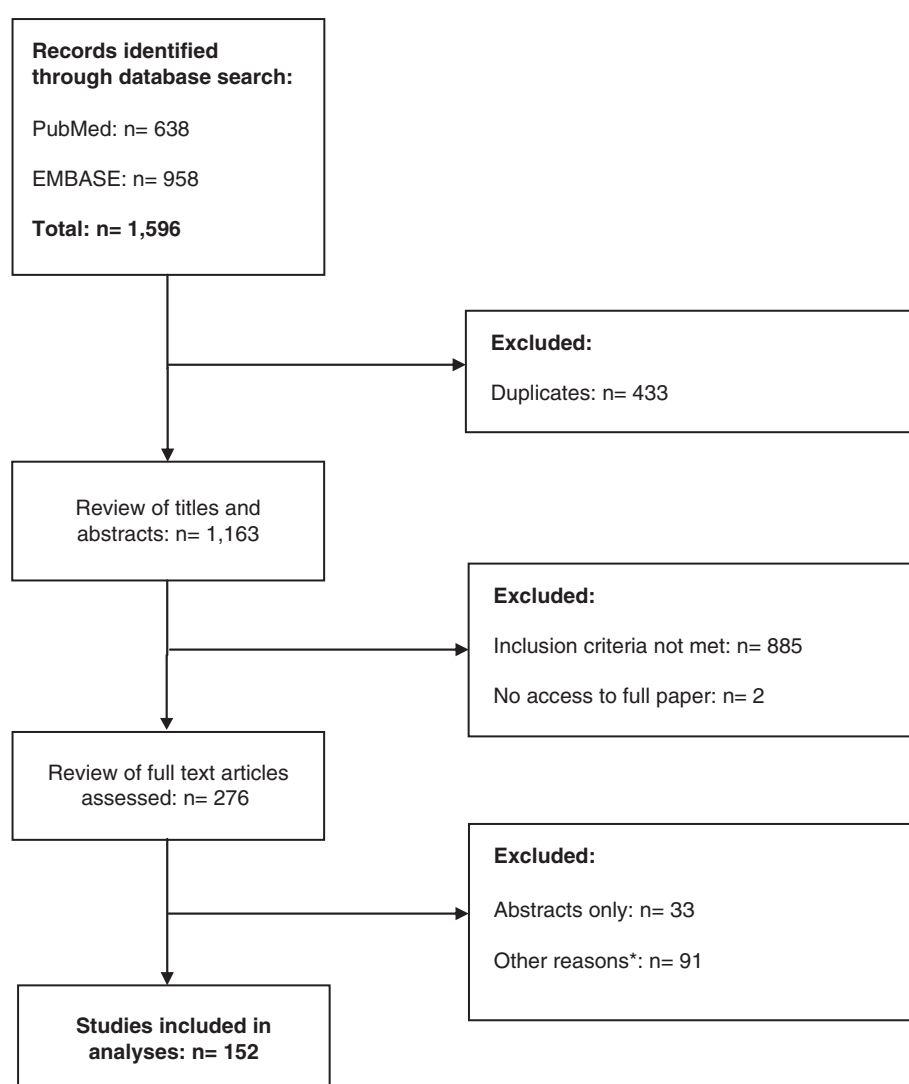 Records identified
through database search:
PubMed: n= 638
EMBASE: n= 958
Total: n= 1,596
Excluded:
Duplicates: n= 433
Review of titles and
abstracts: n= 1,163
Excluded:
Inclusion criteria not met: n= 885
No access to full paper: n= 2
Review of full text articles
assessed: n= 276
Excluded:
Abstracts only: n= 33
Other reasons*: n= 91
Studies included in
analyses: n= 152